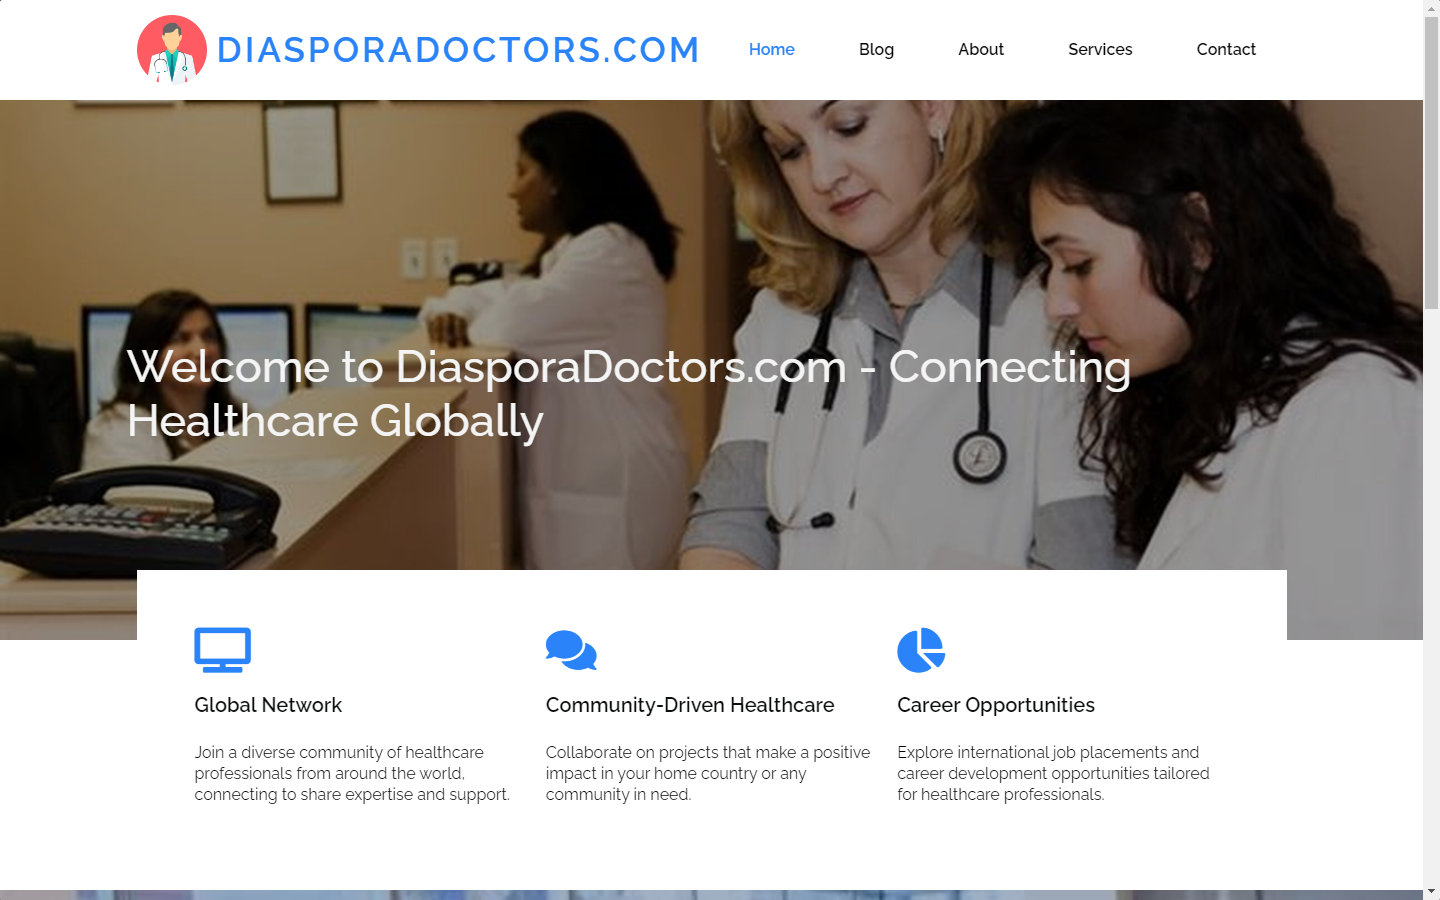 DIASPORADOCTORS.COM
Home
Blog
About
Services
Contact
Welcome to DiasporaDoctors.com - Connecting
Healthcare Globally
Global Network
Join a diverse community of healthcare
professionals from around the world,
connecting to share expertise and support.
Community-Driven Healthcare
Collaborate on projects that make a positive
impact in your home country or any
community in need.
Career Opportunities
Explore international job placements and
career development opportunities tailored
for healthcare professionals.